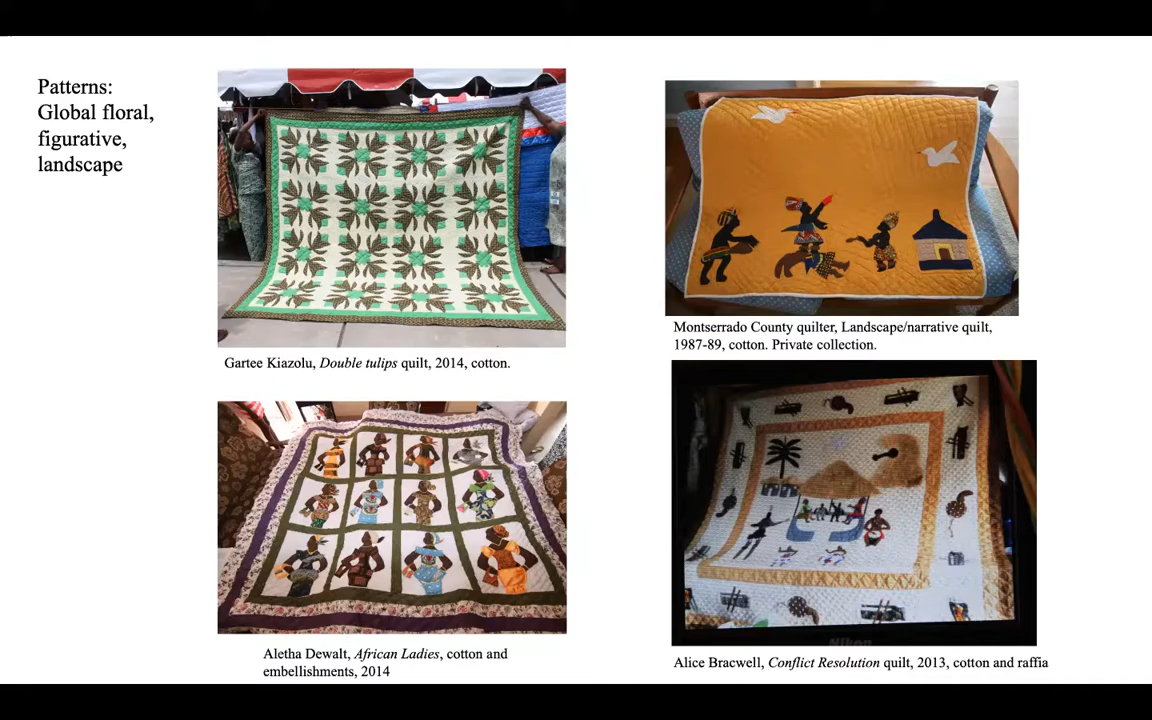 Patterns:
Global floral,
figurative,
landscape
Gartee Kiazolu, Double tulips quilt, 2014, cotton.
Montserrado County quilter, Landscape/narrative quilt,
1987-89, cotton. Private collection.
Aletha Dewalt, African Ladies, cotton and
embellishments, 2014
Nikon
Alice Bracwell, Conflict Resolution quilt, 2013, cotton and raffia